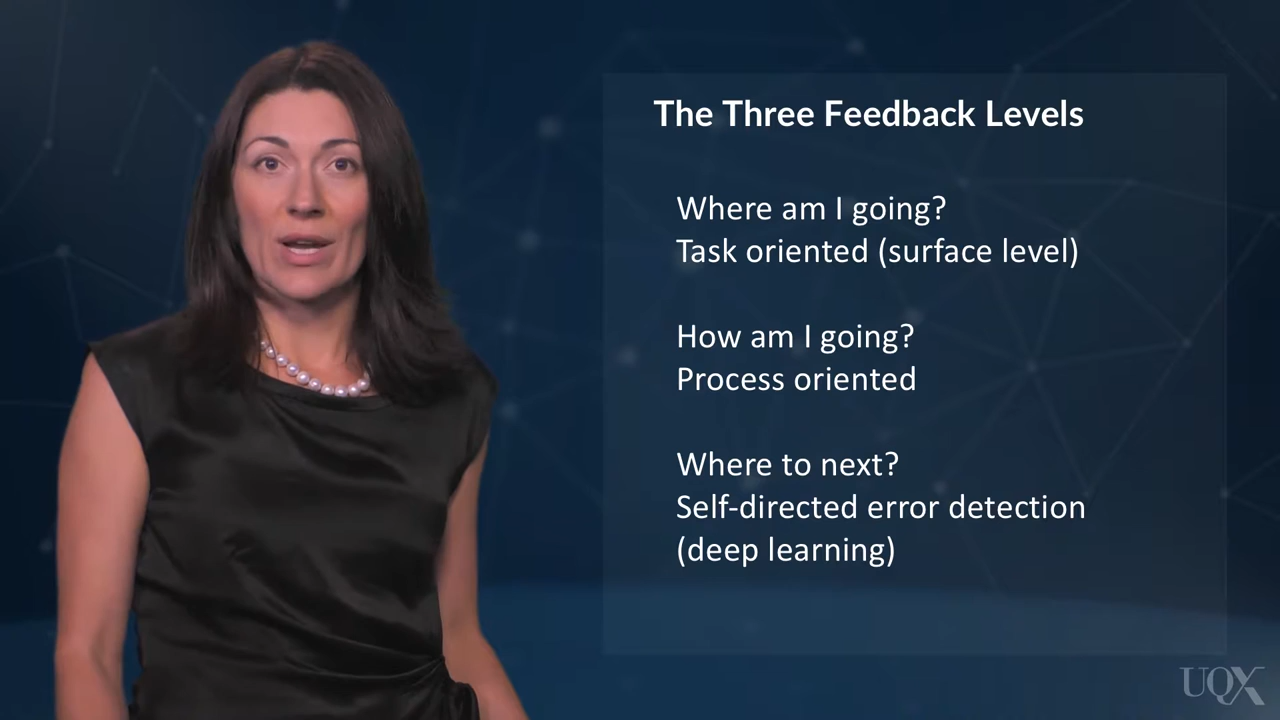 The Three Feedback Levels
Where am I going?
Task oriented (surface level)
How am I going?
Process oriented
Where to next?
Self-directed error detection
(deep learning)
UQX